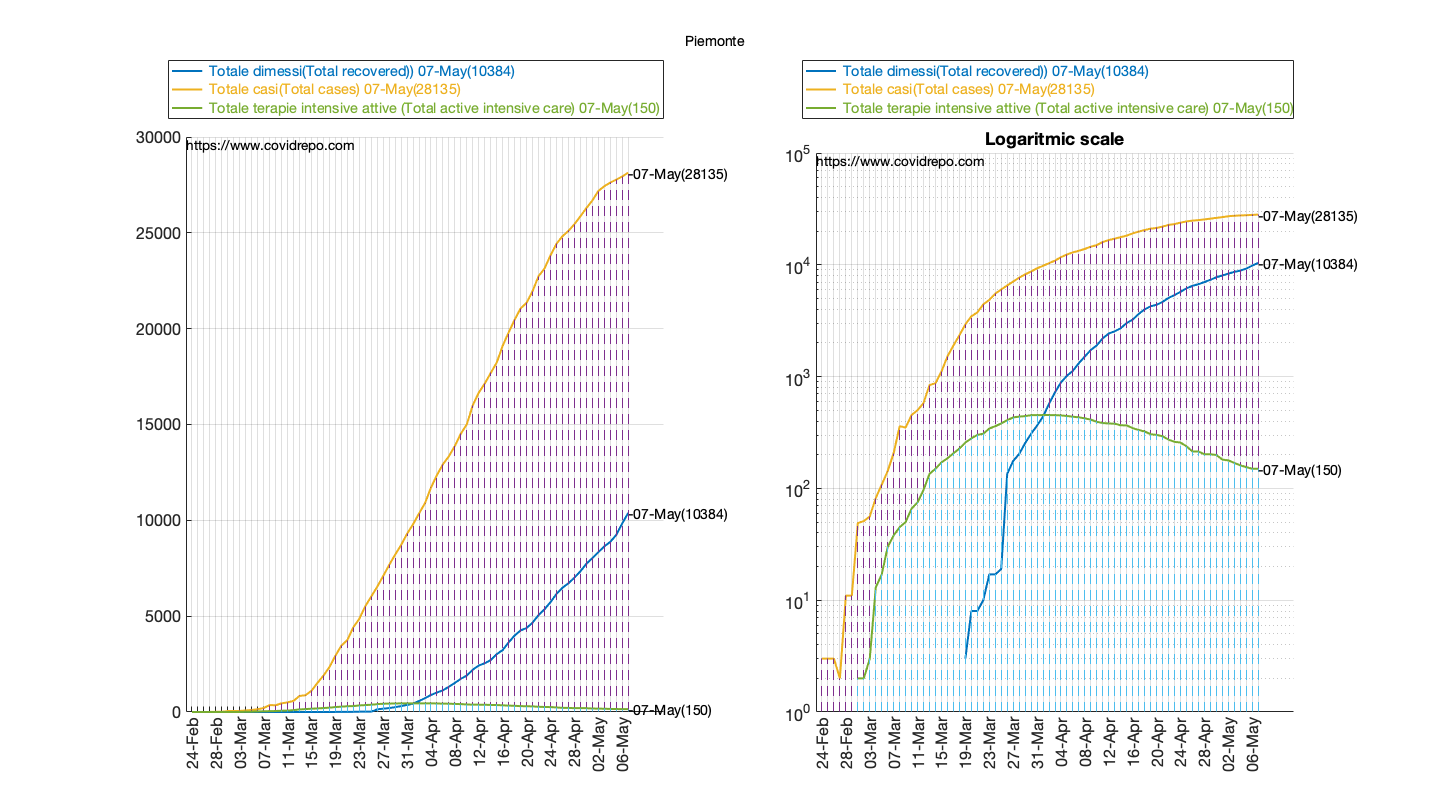 Piemonte
Totale dimessi(Total recovered)) 07-May(10384)
Totale casi(Total cases) 07-May(28135)
Totale terapie intensive attive (Total active intensive care) 07-May(150)
30000
25000
20000
15000
10000
5000
0
https://www.covidrepo.com
07-May(28135)
07-May(10384)
07-May(150)
24-Feb
28-Feb
03-Mar
07-Mar
11-Mar
15-Mar
19-Mar
23-Mar
27-Mar
31-Mar
04-Apr
08-Apr
12-Apr
16-Apr
20-Apr
24-Apr
28-Apr
02-May
06-May
Totale dimessi(Total recovered)) 07-May(10384)
Totale casi(Total cases) 07-May(28135)
Totale terapie intensive attive (Total active intensive care) 07-May(150)
Logaritmic scale
10^5
10^4
10^3
10^2
10^1
10^0
https://www.covidrepo.com
07-May(28135)
07-May(10384)
07-May(150)
24-Feb
28-Feb
03-Mar
07-Mar
11-Mar
15-Mar
19-Mar
23-Mar
27-Mar
31-Mar
04-Apr
08-Apr
12-Apr
16-Apr
20-Apr
24-Apr
28-Apr
02-May
06-May